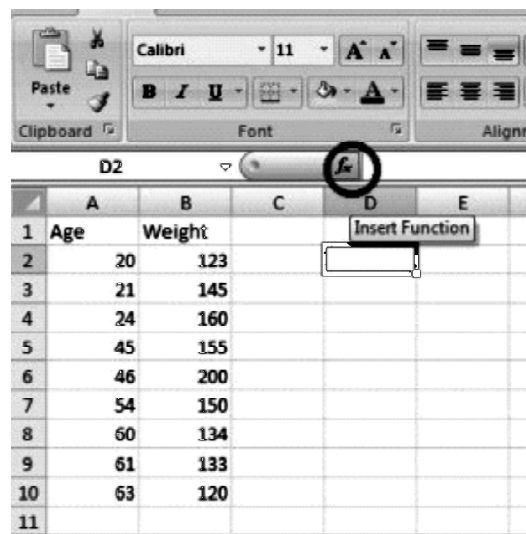 Calibri 11 A A
Paste B I U A
Clipboard Font Alignn
D2 fx
A B C D E
Insert Function
1 Age Weight
2 20 123
3 21 145
4 24 160
5 45 155
6 46 200
7 54 150
8 60 134
9 61 133
10 63 120
11